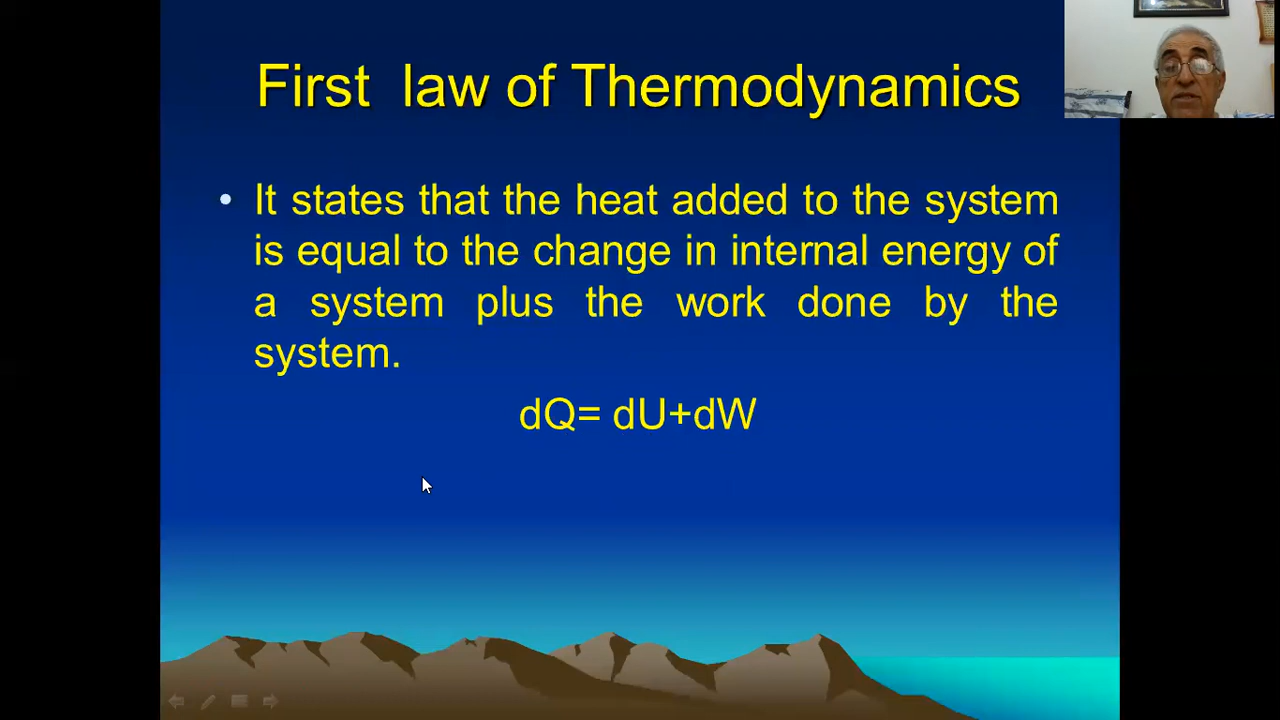 First law of Thermodynamics
• It states that the heat added to the system
is equal to the change in internal energy of
a system plus the work done by the
system.
dQ= dU+dW